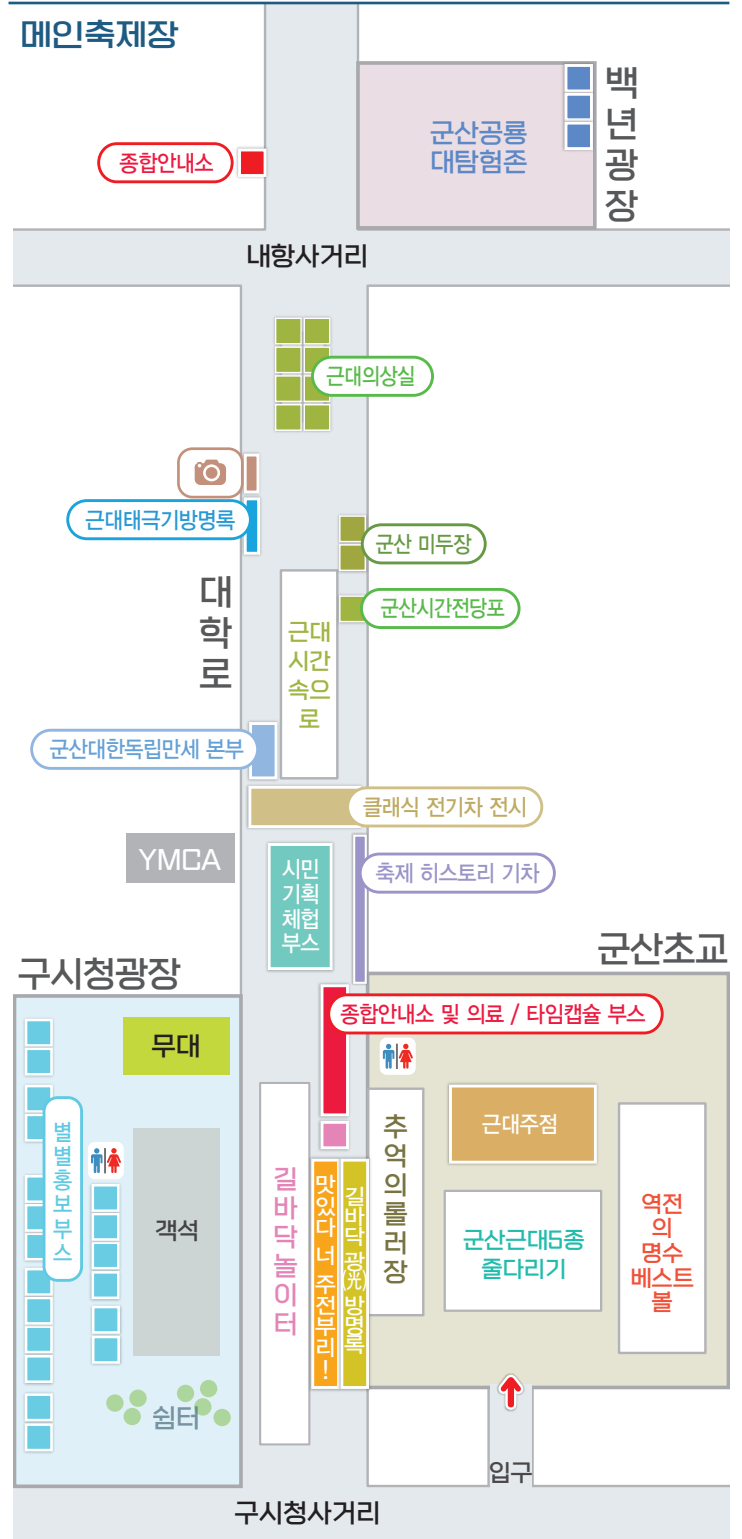 메인축제장
백년광장
군산공룡
대탐험존
종합안내소
내항사거리
근대의상실
근대태극기방명록
군산 미두장
대학로
군산시간전당포
근대
시간
속으
로
군산대한독립만세 본부
클래식 전기차 전시
YMCA
시민
기획
체험
부스
축제 히스토리 기차
군산초교
구시청광장
종합안내소 및 의료 / 타임캡슐 부스
무대
별별홍보부스
객석
쉼터
길바닥놀이터
맛있다 너 주전부리!
길바닥 광(光) 방명록
추억의롤러장
근대주점
군산근대5종
줄다리기
역전
의
명수
베스트
볼
입구
구시청사거리